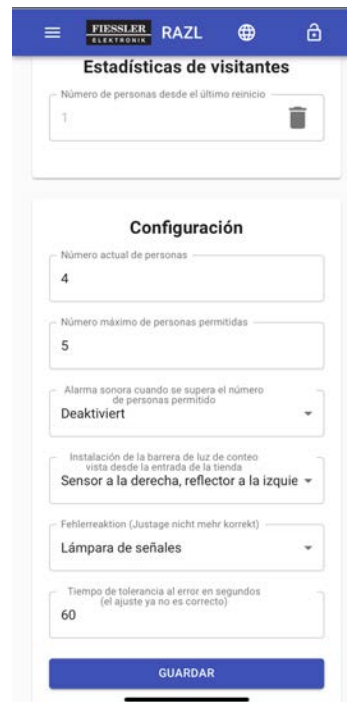 FIESSLER
ELEKTRONIK
RAZL
Estadísticas de visitantes
Número de personas desde el último reinicio
1
Configuración
Número actual de personas
4
Número máximo de personas permitidas
5
Alarma sonora cuando se supera el número
de personas permitido
Deaktiviert
Instalación de la barrera de luz de conteo
vista desde la entrada de la tienda
Sensor a la derecha, reflector a la izquie
Fehlerreaktion (Justage nicht mehr korrekt)
Lámpara de señales
Tiempo de tolerancia al error en segundos
(el ajuste ya no es correcto)
60
GUARDAR